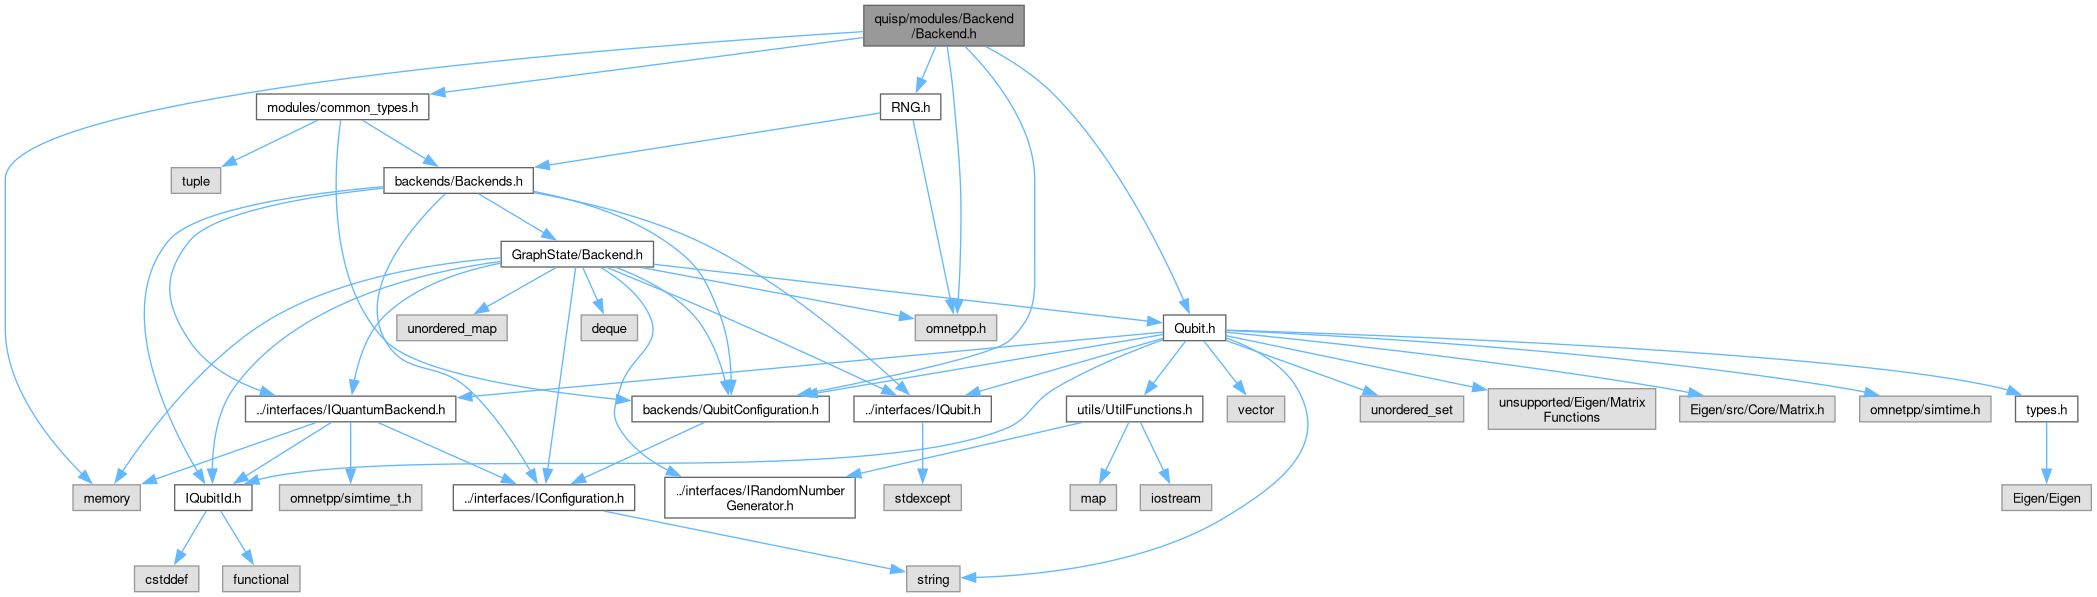 quisp/modules/Backend
/Backend.h
modules/common_types.h
RNG.h
tuple
backends/Backends.h
GraphState/Backend.h
unordered_map
deque
omnetpp.h
Qubit.h
../interfaces/IQuantumBackend.h
backends/QubitConfiguration.h
../interfaces/IQubit.h
utils/UtilFunctions.h
vector
unordered_set
unsupported/Eigen/Matrix
Functions
Eigen/src/Core/Matrix.h
omnetpp/simtime.h
types.h
memory
IQubitId.h
omnetpp/simtime_t.h
../interfaces/IConfiguration.h
../interfaces/IRandomNumber
Generator.h
stdexcept
map
iostream
Eigen/Eigen
cstddef
functional
string